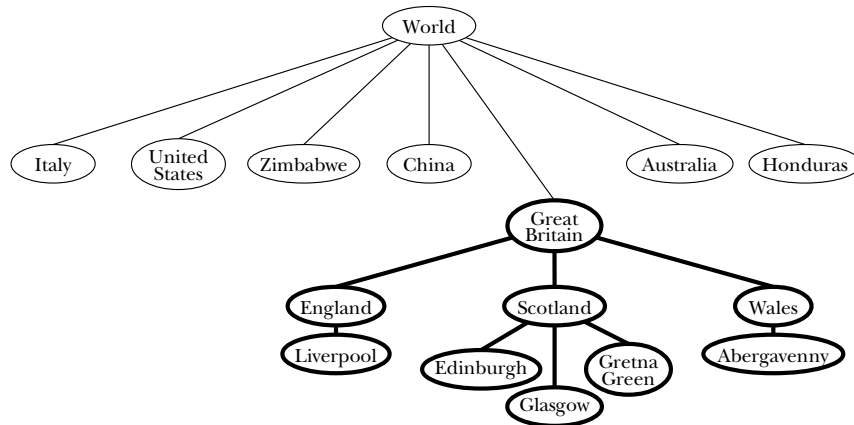 World
Italy
United
States
Zimbabwe
China
Australia
Honduras
Great
Britain
England
Scotland
Wales
Liverpool
Edinburgh
Gretna
Green
Abergavenny
Glasgow